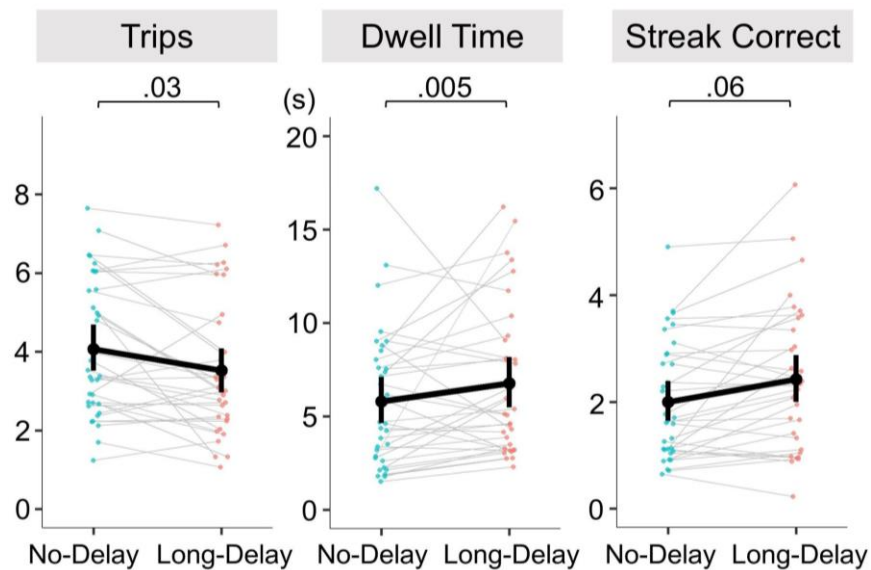 Trips
Dwell Time
Streak Correct
.03
(s)
.005
.06
8
6
4
2
0
20
15
10
5
0
6
4
2
0
No-Delay Long-Delay
No-Delay Long-Delay
No-Delay Long-Delay